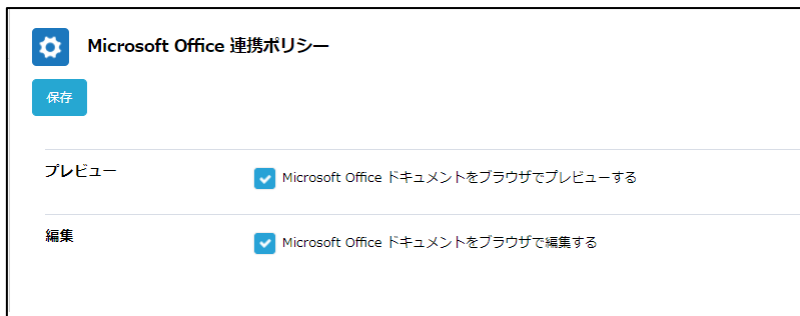 Microsoft Office 連携ポリシー
保存
プレビュー
Microsoft Office ドキュメントをブラウザでプレビューする
編集
Microsoft Office ドキュメントをブラウザで編集する